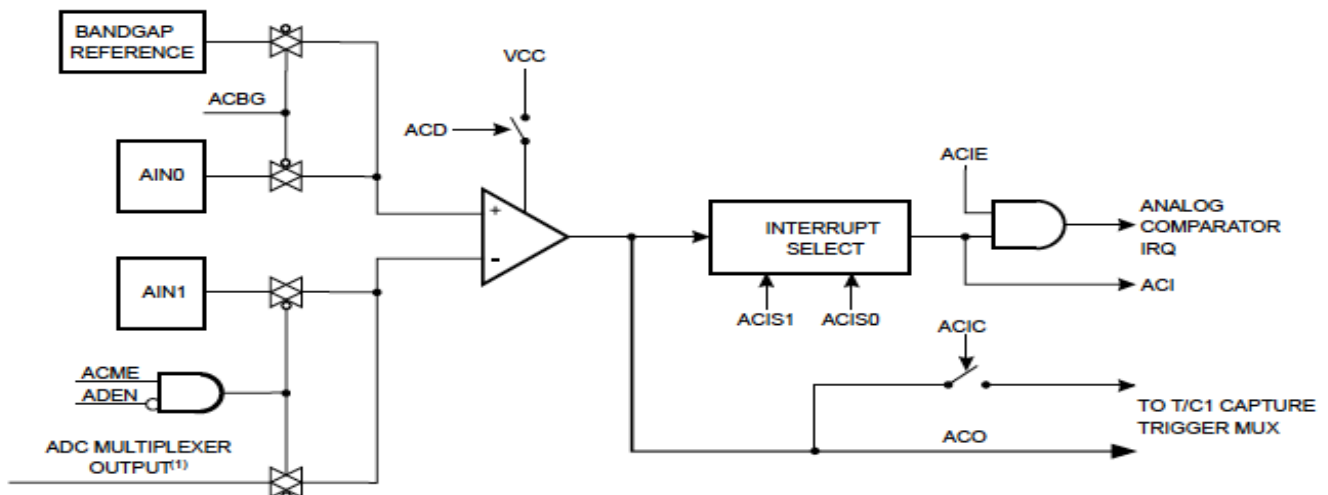 BANDGAP
REFERENCE
VCC
ACBG
ACD
AIN0
ACIE
+
-
INTERRUPT
SELECT
ANALOG
COMPARATOR
IRQ
AIN1
ACI
ACIS1
ACIS0
ACIC
ACME
ADEN
TO T/C1 CAPTURE
TRIGGER MUX
ACO
ADC MULTIPLEXER
OUTPUT(1)